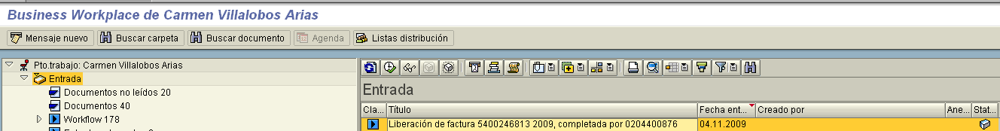 Business Workplace de Carmen Villalobos Arias
Mensaje nuevo Buscar carpeta Buscar documento Agenda Listas distribución
Pto.trabajo: Carmen Villalobos Arias
Entrada
Documentos no leídos 20
Documentos 40
Workflow 178
Entrada
Cla... Título Fecha ent... Creado por Ane... Stat...
Liberación de factura 5400246813 2009, completada por 0204400876 04.11.2009